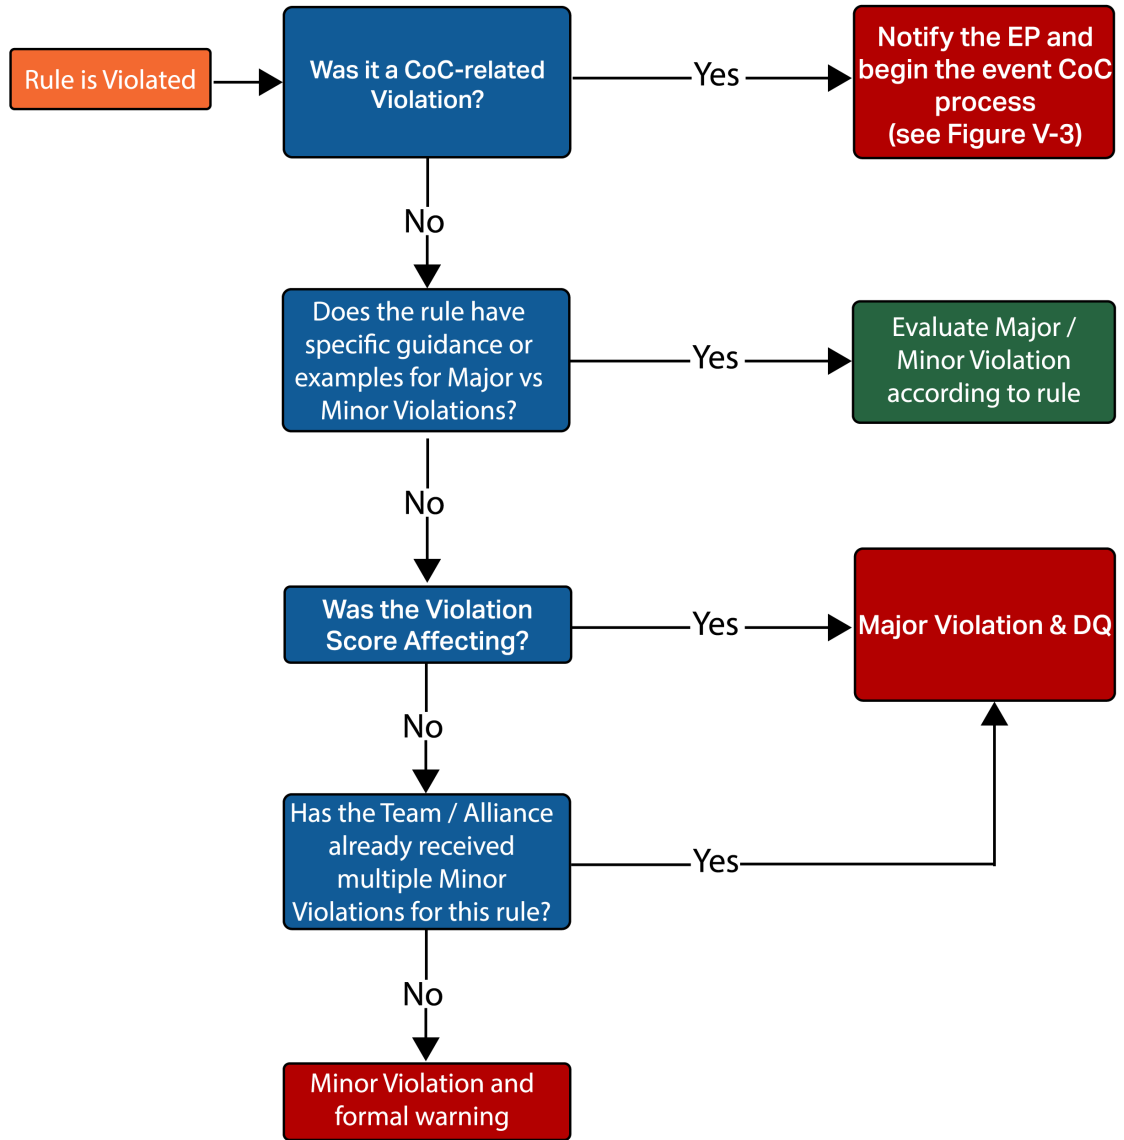 Rule is Violated
Was it a CoC-related
Violation?
Yes
Notify the EP and
begin the event CoC
process
(see Figure V-3)
No
Does the rule have
specific guidance or
examples for Major vs
Minor Violations?
Yes
Evaluate Major /
Minor Violation
according to rule
No
Was the Violation
Score Affecting?
Yes
Major Violation & DQ
No
Has the Team / Alliance
already received
multiple Minor
Violations for this rule?
Yes
No
Minor Violation and
formal warning